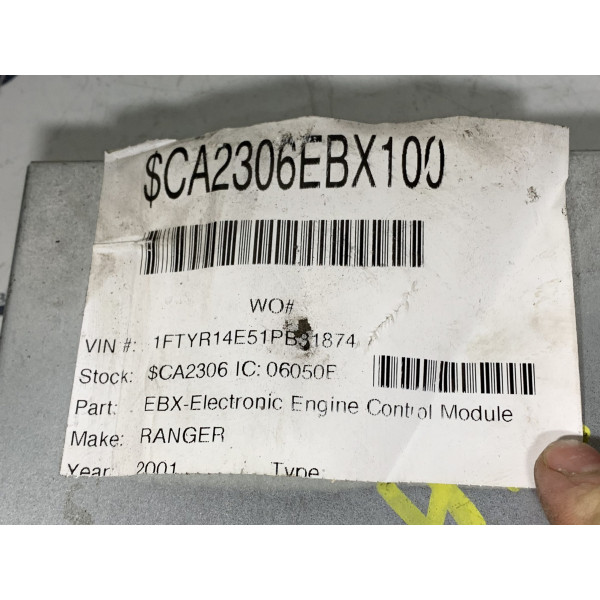 $CA2306EBX100
WO#
VIN #: 1FTYR14E51PB31874
Stock: $CA2306 IC: 06050E
Part: EBX-Electronic Engine Control Module
Make: RANGER
Year 2001 Type: